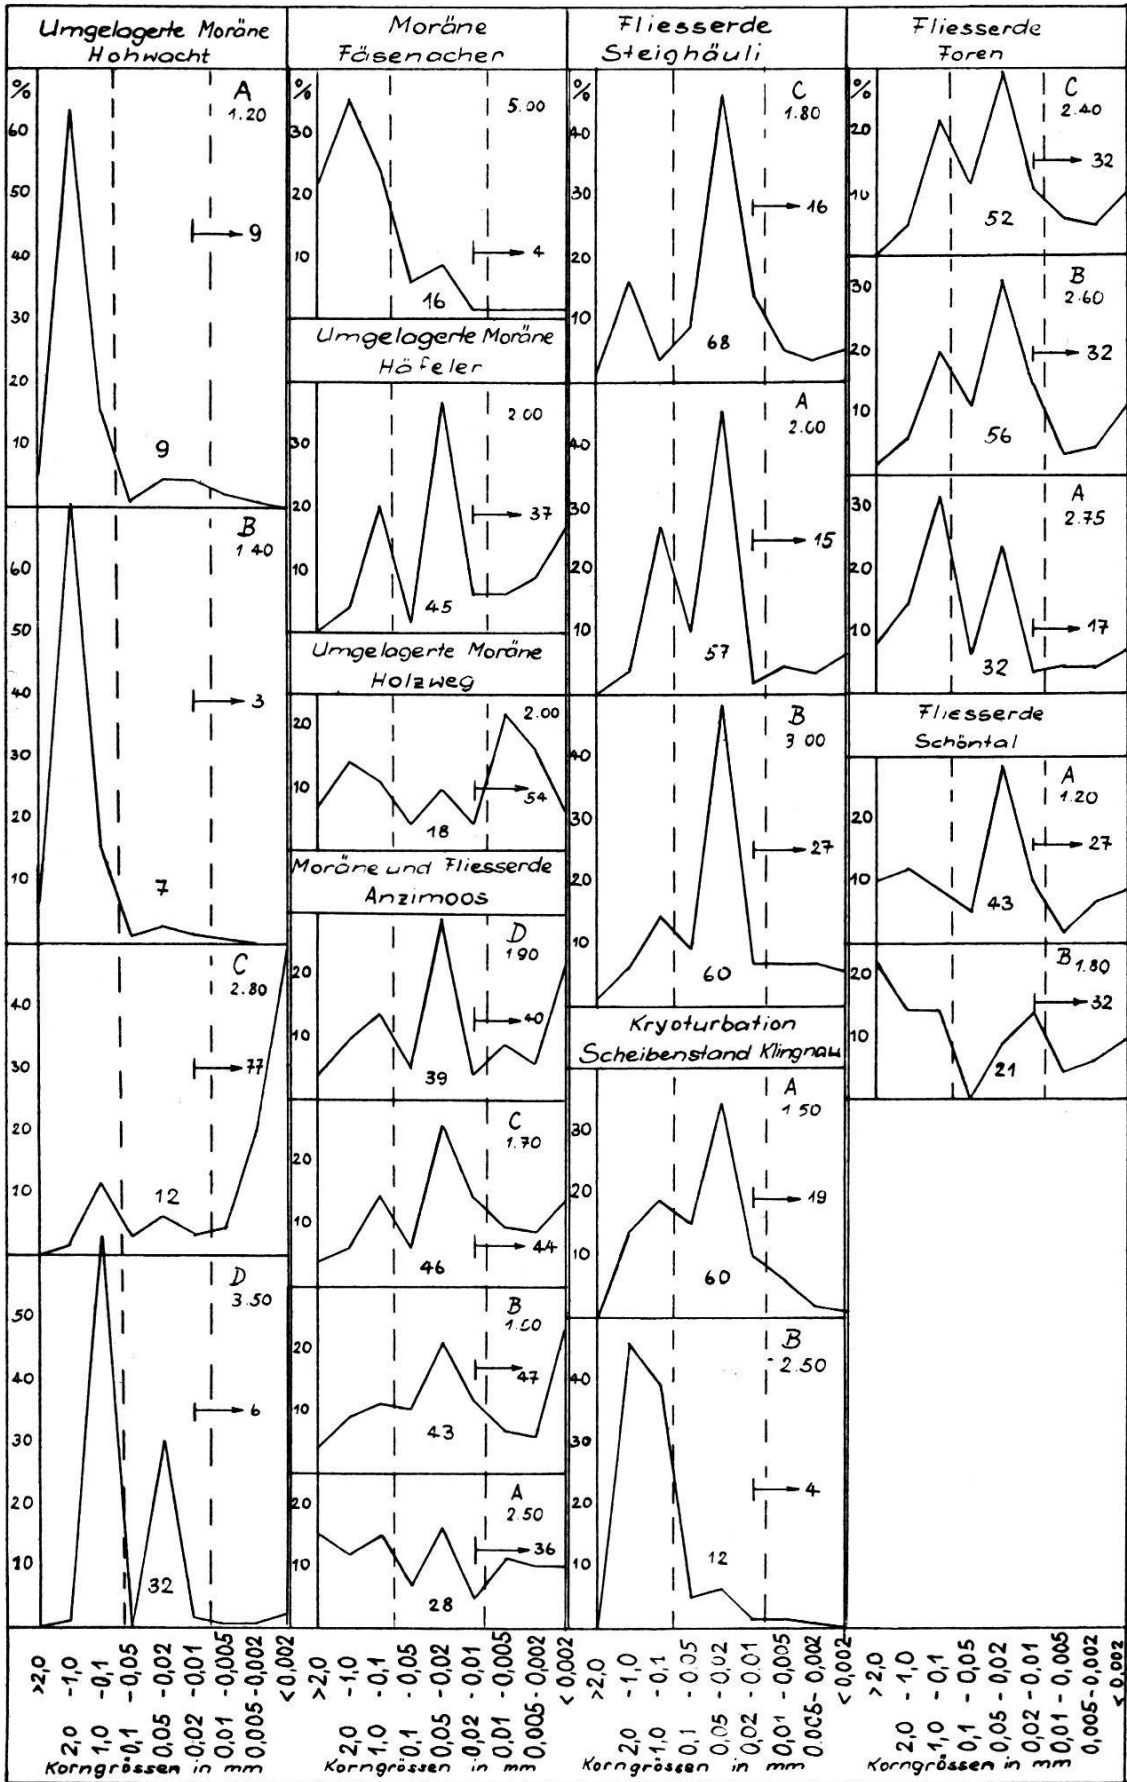 Umgelagerte Moräne
Hohwacht
%
A
1.20
60
50
40
30
20
10
9
9
B
1.40
60
50
40
30
20
10
3
7
C
2.80
40
30
20
10
77
12
D
3.50
50
40
30
20
10
6
32
>2,0
2,0 - 1,0
1,0 - 0,1
0,1 - 0,05
0,05 - 0,02
0,02 - 0,01
0,01 - 0,005
0,005 - 0,002
< 0,002
Korngrössen in mm
Moräne
Fäsenacher
5.00
30
20
10
4
16
Umgelagerte Moräne
Höfeler
2.00
30
20
10
37
45
Umgelagerte Moräne
Holzweg
2.00
20
10
54
18
Moräne und Fliesserde
Anzimoos
D
1.90
20
10
40
39
C
1.70
20
10
44
46
B
20
10
47
43
A
2.50
20
10
36
28
>2,0
2,0 - 1,0
1,0 - 0,1
0,1 - 0,05
0,05 - 0,02
0,02 - 0,01
0,01 - 0,005
0,005 - 0,002
< 0,002
Korngrössen in mm
Fliesserde
Steighäuli
%
C
1.80
40
30
20
10
16
68
A
2.00
40
30
20
10
15
57
B
3.00
40
30
20
10
27
60
Kryoturbation
Scheibenstand Klingnau
A
1.50
30
20
10
19
60
B
2.50
40
30
20
10
4
12
>2,0
2,0 - 1,0
1,0 - 0,1
0,1 - 0,05
0,05 - 0,02
0,02 - 0,01
0,01 - 0,005
0,005 - 0,002
< 0,002
Korngrössen in mm
Fliesserde
Foren
%
C
2.40
20
10
32
52
B
2.60
30
20
10
32
56
A
2.75
30
20
10
17
32
Fliesserde
Schöntal
A
1.20
20
10
27
43
B 1.80
20
10
32
21
>2,0
2,0 - 1,0
1,0 - 0,1
0,1 - 0,05
0,05 - 0,02
0,02 - 0,01
0,01 - 0,005
0,005 - 0,002
< 0,002
Korngrössen in mm